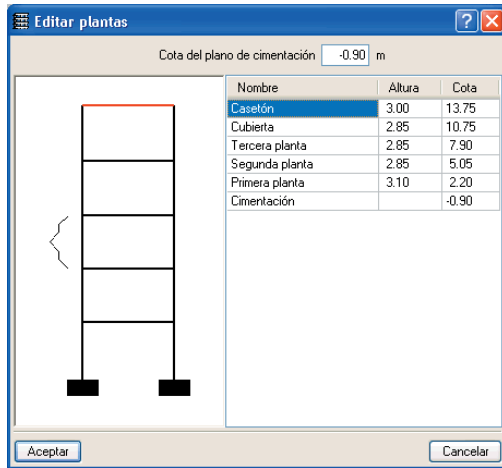 Editar plantas
Cota del plano de cimentación -0.90 m
Nombre Altura Cota
Casetón 3.00 13.75
Cubierta 2.85 10.75
Tercera planta 2.85 7.90
Segunda planta 2.85 5.05
Primera planta 3.10 2.20
Cimentación -0.90
Aceptar Cancelar